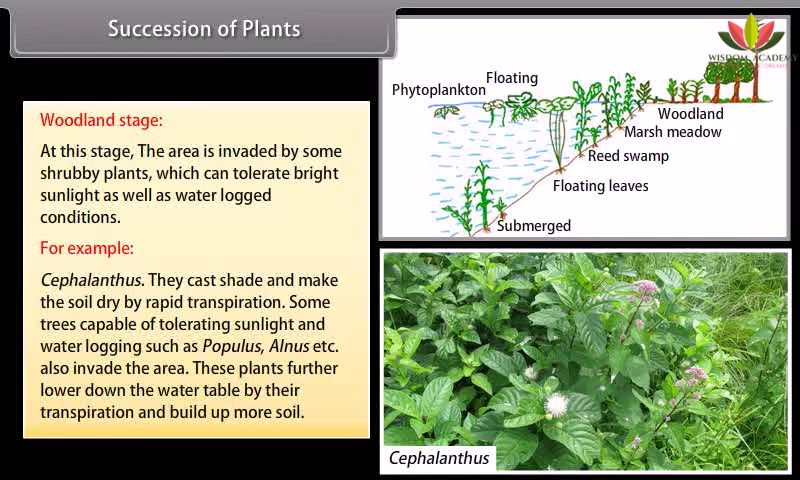 Succession of Plants
WISDOM ACADEMY
Woodland stage:
At this stage, The area is invaded by some
shrubby plants, which can tolerate bright
sunlight as well as water logged
conditions.
For example:
Cephalanthus. They cast shade and make
the soil dry by rapid transpiration. Some
trees capable of tolerating sunlight and
water logging such as Populus, Alnus etc.
also invade the area. These plants further
lower down the water table by their
transpiration and build up more soil.
Phytoplankton
Floating
Woodland
Marsh meadow
Reed swamp
Floating leaves
Submerged
Cephalanthus